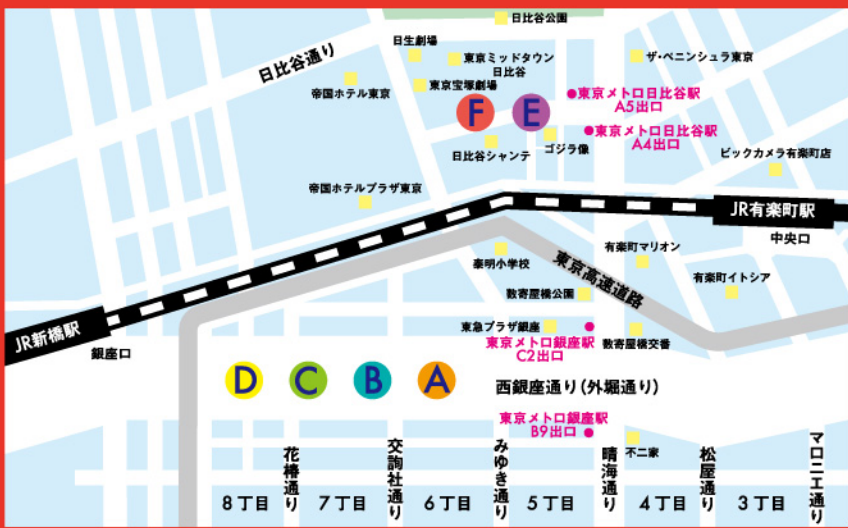 日比谷公園
日比谷通り
日生劇場
東京ミッドタウン
日比谷
ザ・ペニンシュラ東京
帝国ホテル東京
東京宝塚劇場
東京メトロ日比谷駅
A5出口
F
E
東京メトロ日比谷駅
A4出口
日比谷シャンテ
ゴジラ像
ビックカメラ有楽町店
帝国ホテルプラザ東京
JR有楽町駅
中央口
泰明小学校
東京高速道路
有楽町マリオン
有楽町イトシア
数寄屋橋公園
JR新橋駅
銀座口
東急プラザ銀座
東京メトロ銀座駅
C2出口
数寄屋橋交番
D
C
B
A
西銀座通り(外堀通り)
東京メトロ銀座駅
B9出口
不二家
8丁目
花椿通り
7丁目
交詢社通り
6丁目
みゆき通り
5丁目
晴海通り
4丁目
松屋通り
3丁目
マロニエ通り